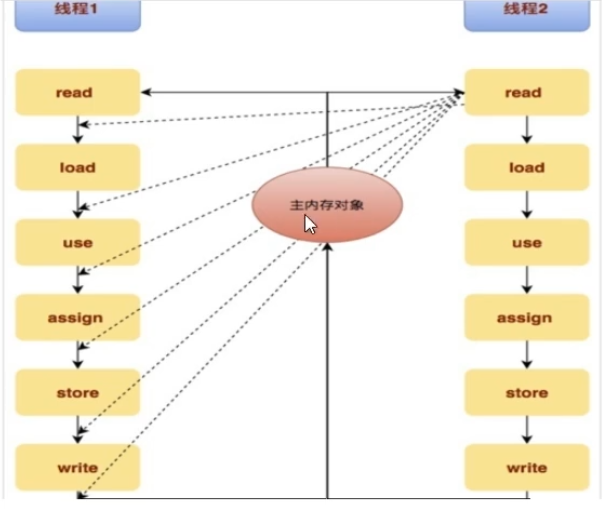 线程1 线程2
read read
load load
主内存对象
use use
assign assign
store store
write write